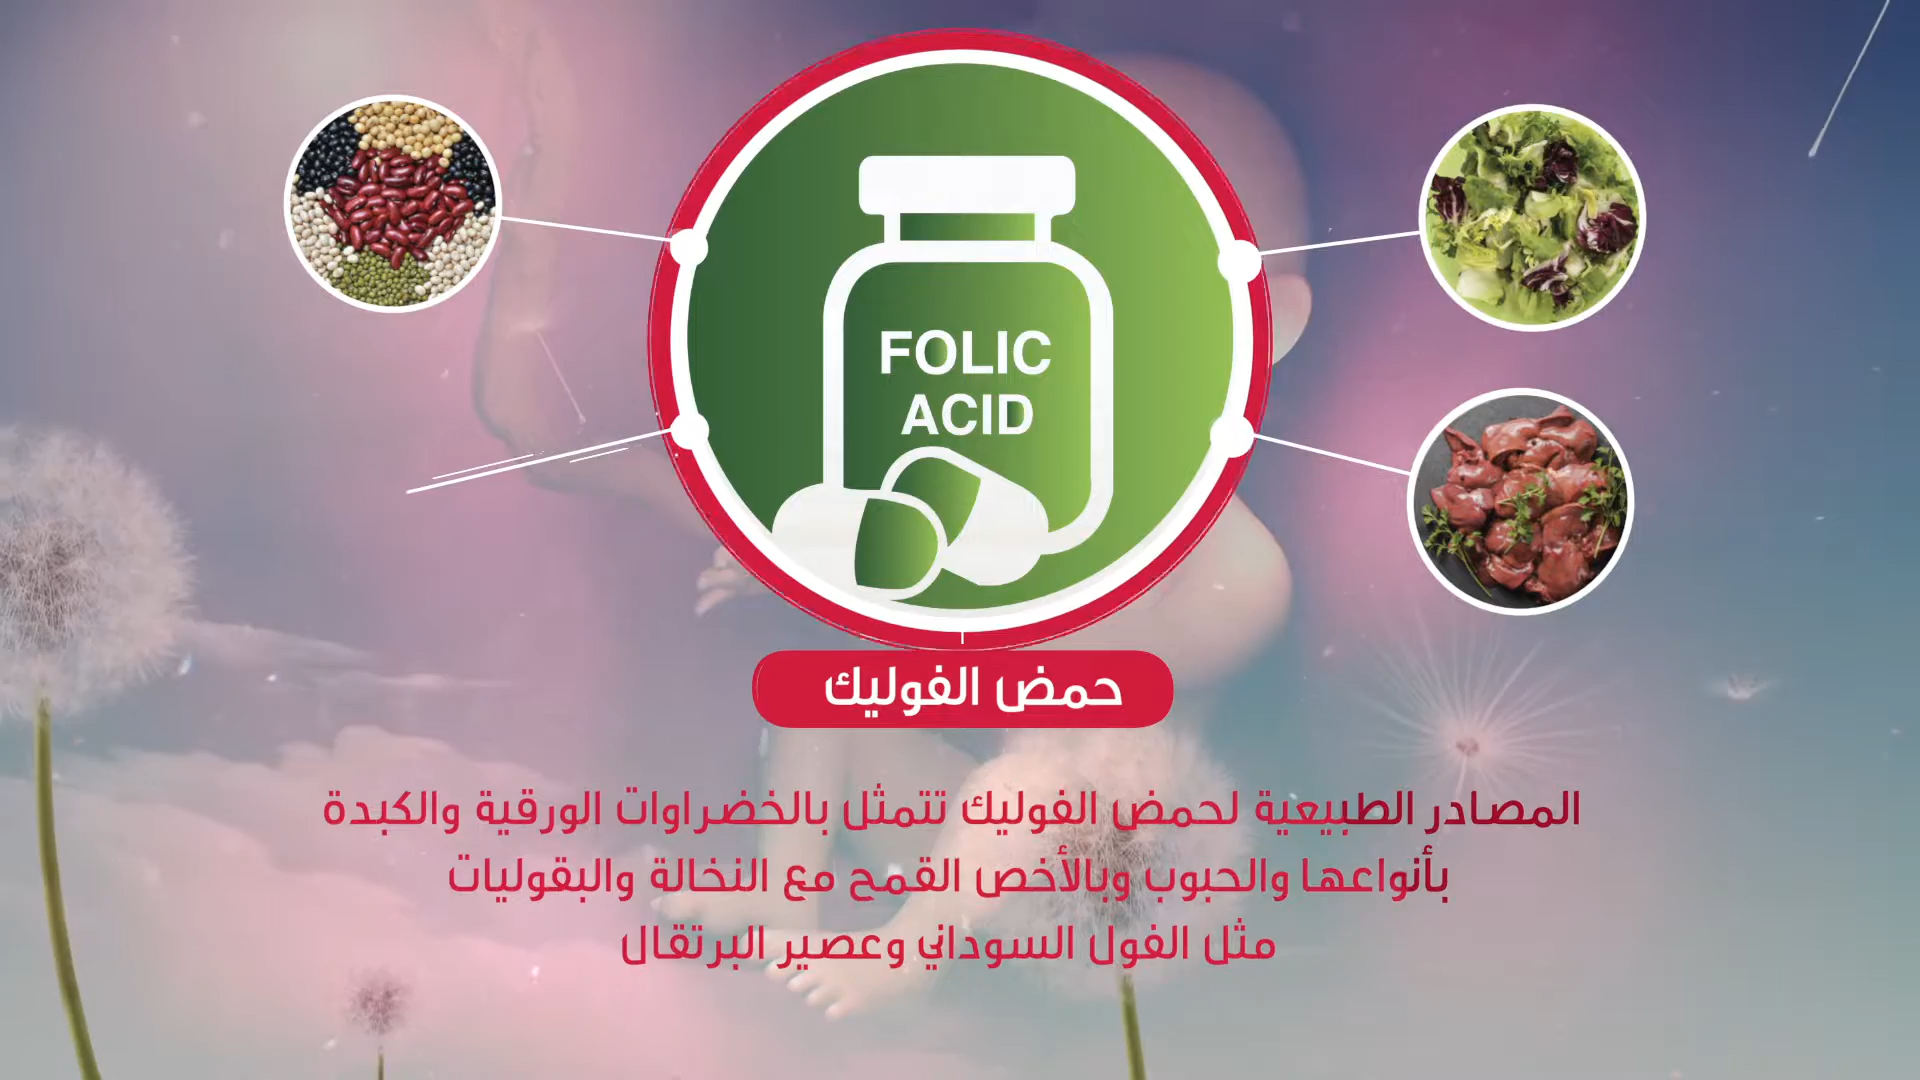 FOLIC
ACID
حمض الفوليك
المصادر الطبيعية لحمض الفوليك تتمثل بالخضراوات الورقية والكبدة
بأنواعها والحبوب وبالأخص القمح مع النخالة والبقوليات
مثل الفول السوداني وعصير البرتقال